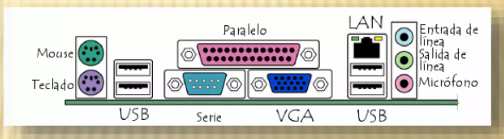 LAN
Paralelo
Entrada de
línea
Mouse
Salida de
línea
Teclado
Micrófono
USB
Serie
VGA
USB